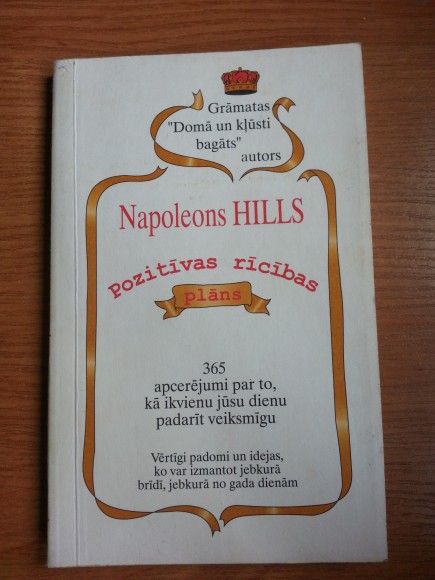 Grāmatas
"Domā un kļūsti
bagāts"
autors
Napoleons HILLS
Pozitīvas rīcības
plāns
365
apcerējumi par to,
kā ikvienu jūsu dienu
padarīt veiksmīgu
Vērtīgi padomi un idejas,
ko var izmantot jebkurā
brīdī, jebkurā no gada dienām